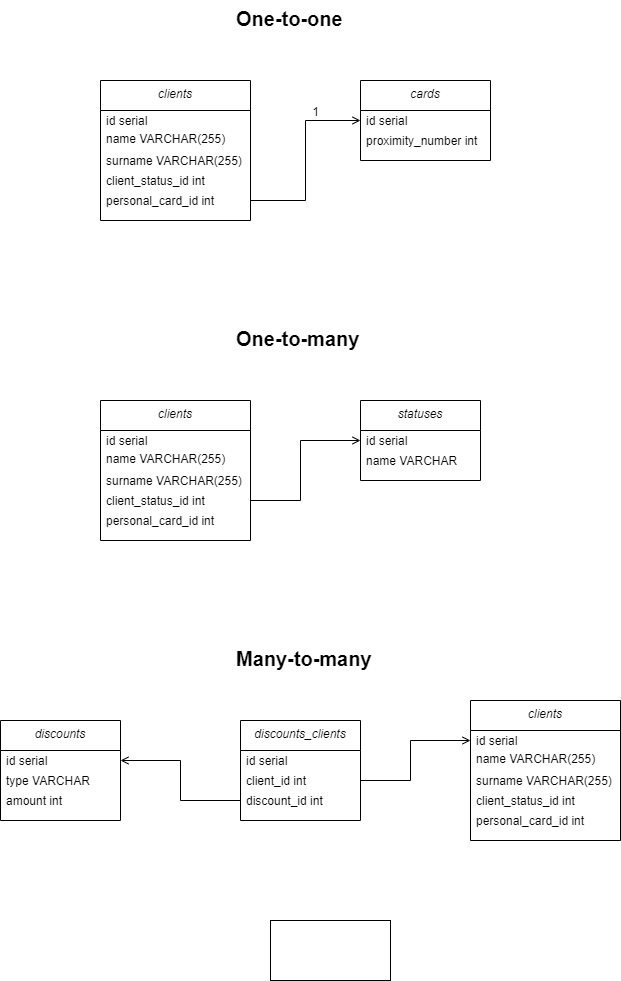 One-to-one
clients
id serial
name VARCHAR(255)
surname VARCHAR(255)
client_status_id int
personal_card_id int
1
cards
id serial
proximity_number int
One-to-many
clients
id serial
name VARCHAR(255)
surname VARCHAR(255)
client_status_id int
personal_card_id int
statuses
id serial
name VARCHAR
Many-to-many
discounts
id serial
type VARCHAR
amount int
discounts_clients
id serial
client_id int
discount_id int
clients
id serial
name VARCHAR(255)
surname VARCHAR(255)
client_status_id int
personal_card_id int